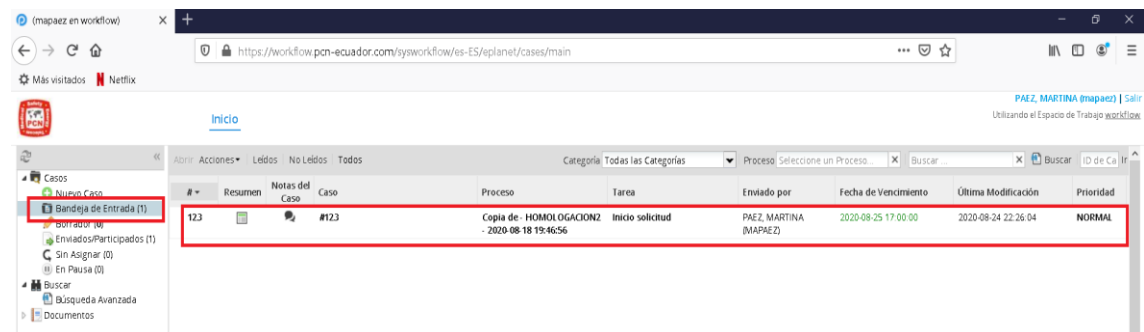 (mapaez en workflow)
https://workflow.pcn-ecuador.com/sysworkflow/es-ES/eplanet/cases/main
Más visitados Netflix
PAEZ, MARTINA (mapaez) | Salir
Utilizando el Espacio de Trabajo workflow
PCN
Inicio
Abrir Acciones Leídos No Leídos Todos Categoría Todas las Categorías Proceso Seleccione un Proceso... X Buscar ... X Buscar ID de Ca Ir
Casos
Nuevo Caso
Bandeja de Entrada (1)
Borrador (0)
Enviados/Participados (1)
Sin Asignar (0)
En Pausa (0)
Buscar
Búsqueda Avanzada
Documentos
# Resumen Notas del Caso Caso Proceso Tarea Enviado por Fecha de Vencimiento Última Modificación Prioridad
123 #123 Copia de - HOMOLOGACION2 Inicio solicitud PAEZ, MARTINA 2020-08-25 17:00:00 2020-08-24 22:26:04 NORMAL
- 2020-08-18 19:46:56 (MAPAEZ)